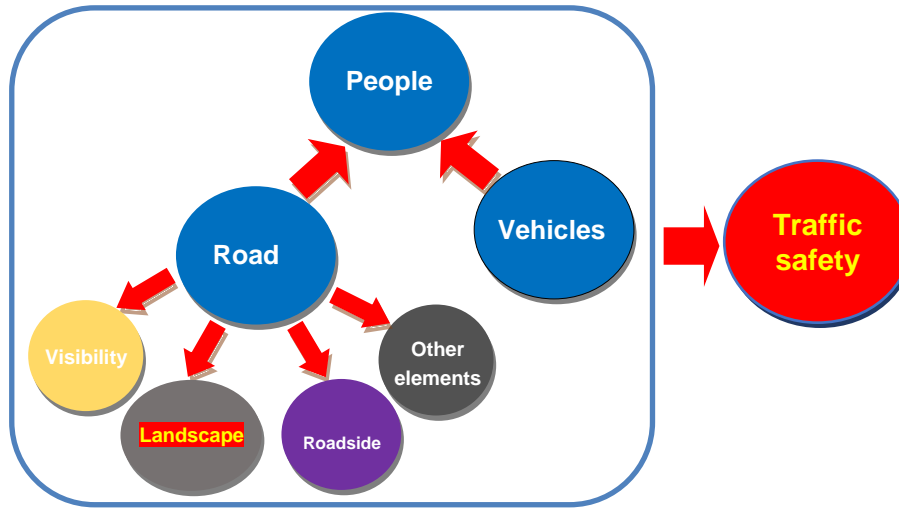 People
Vehicles
Road
Traffic
safety
Visibility
Other
elements
Landscape
Roadside